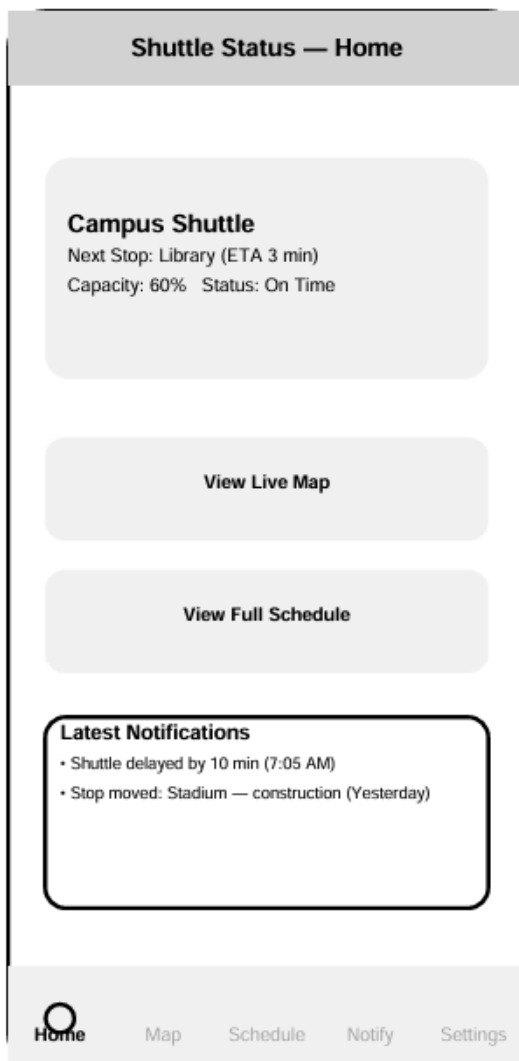 Shuttle Status — Home
Campus Shuttle
Next Stop: Library (ETA 3 min)
Capacity: 60%   Status: On Time
View Live Map
View Full Schedule
Latest Notifications
• Shuttle delayed by 10 min (7:05 AM)
• Stop moved: Stadium — construction (Yesterday)
Home Map Schedule Notify Settings